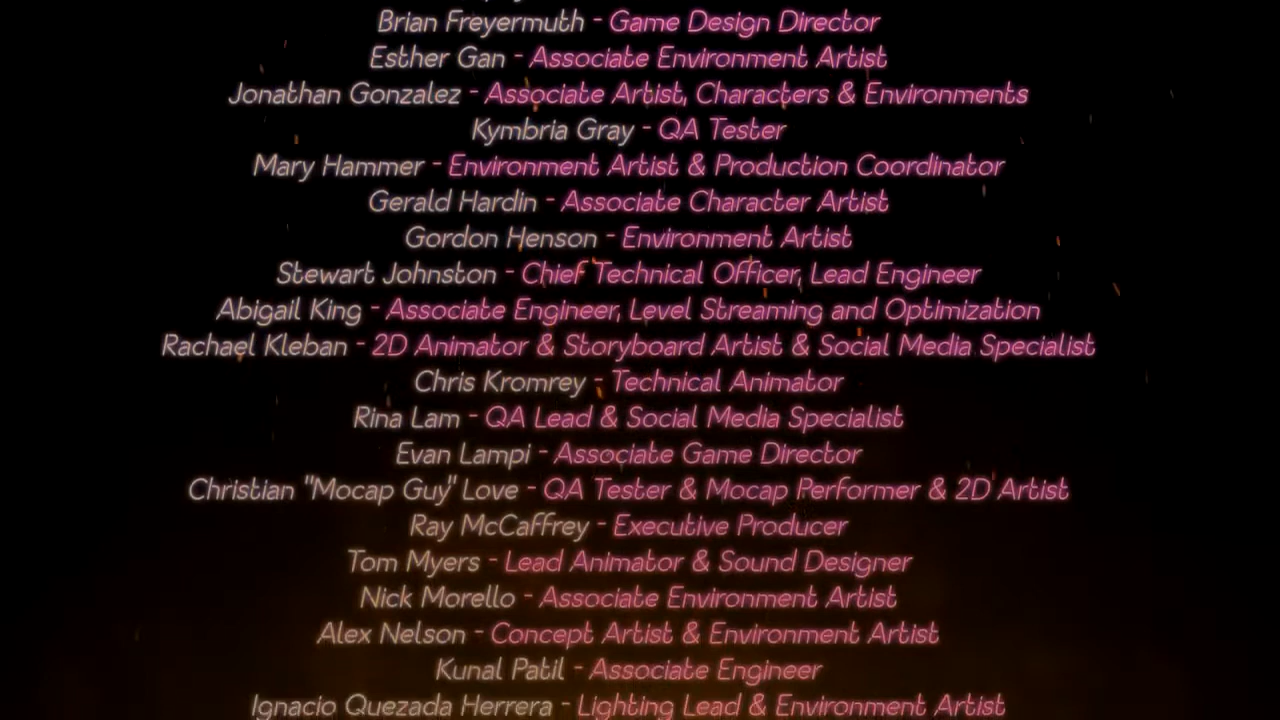 Brian Freyermuth - Game Design Director
Esther Gan - Associate Environment Artist
Jonathan Gonzalez - Associate Artist, Characters & Environments
Kymbria Gray - QA Tester
Mary Hammer - Environment Artist & Production Coordinator
Gerald Hardin - Associate Character Artist
Gordon Henson - Environment Artist
Stewart Johnston - Chief Technical Officer, Lead Engineer
Abigail King - Associate Engineer, Level Streaming and Optimization
Rachael Kleban - 2D Animator & Storyboard Artist & Social Media Specialist
Chris Kromrey - Technical Animator
Rina Lam - QA Lead & Social Media Specialist
Evan Lampi - Associate Game Director
Christian "Mocap Guy" Love - QA Tester & Mocap Performer & 2D Artist
Ray McCaffrey - Executive Producer
Tom Myers - Lead Animator & Sound Designer
Nick Morello - Associate Environment Artist
Alex Nelson - Concept Artist & Environment Artist
Kunal Patil - Associate Engineer
Ignacio Quezada Herrera - Lighting Lead & Environment Artist